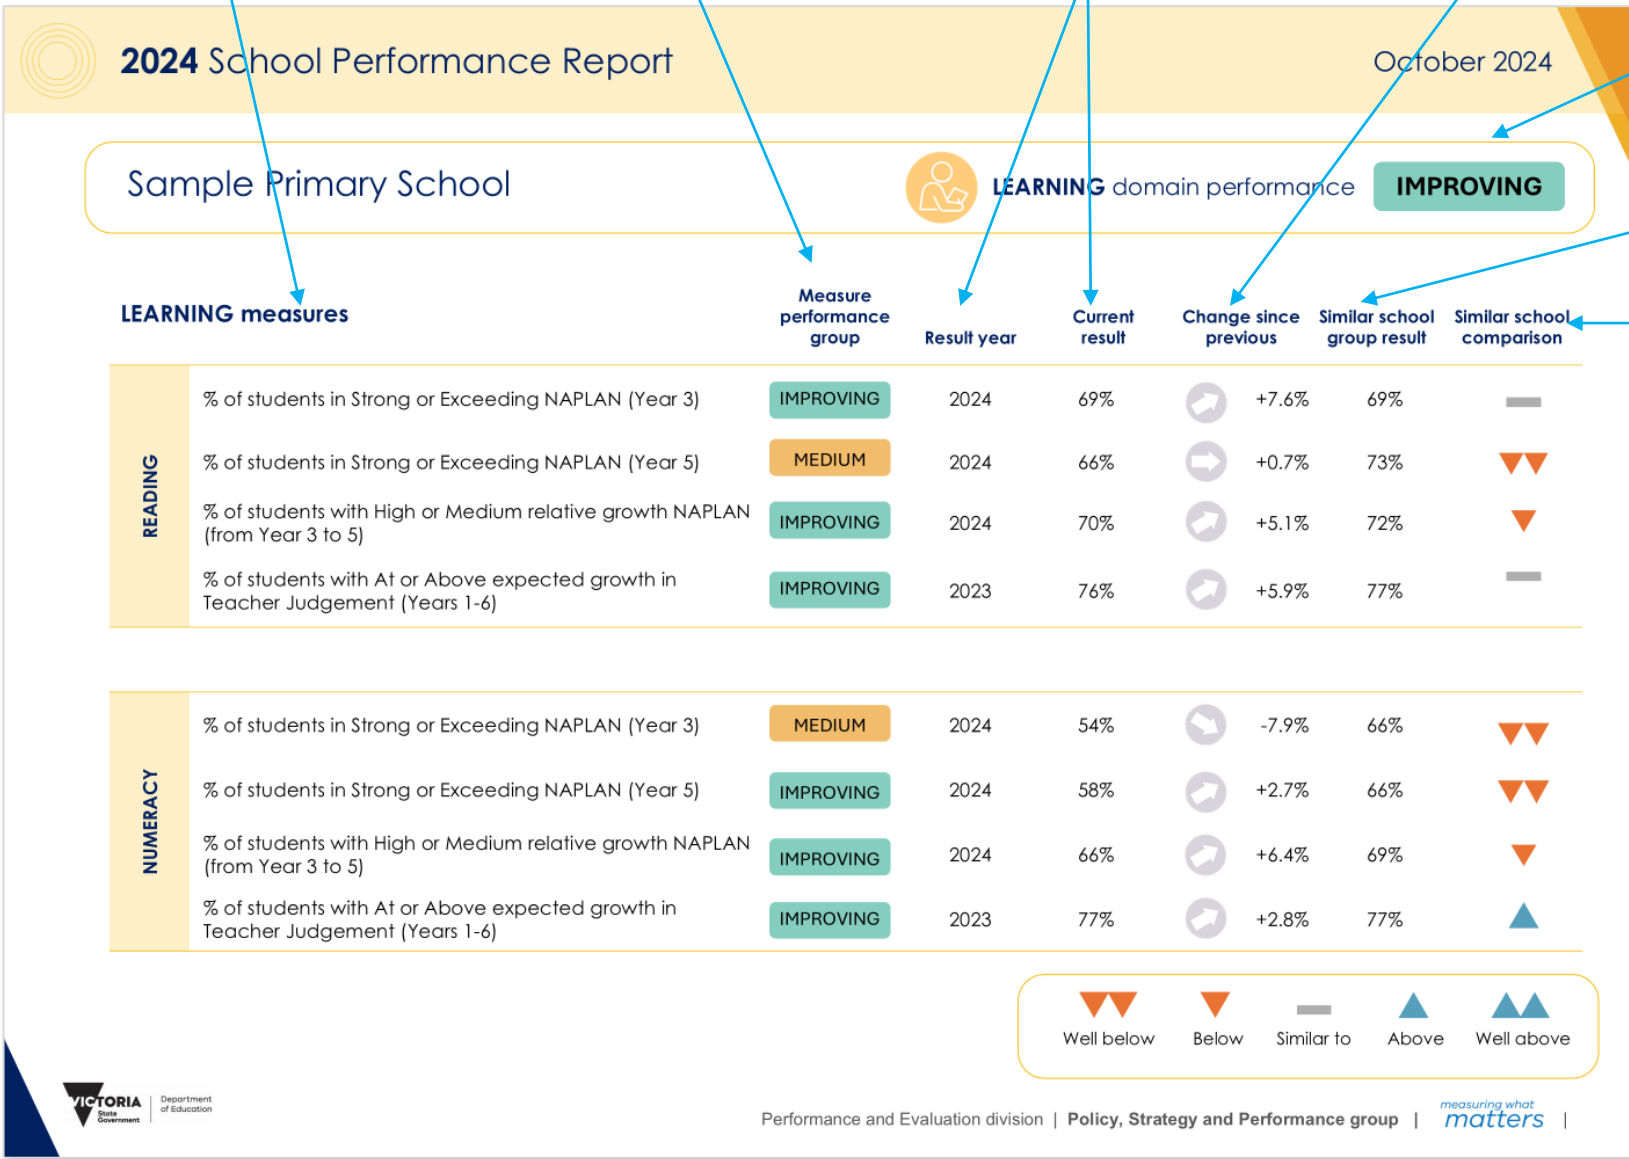 2024 School Performance Report
October 2024
Sample Primary School
LEARNING domain performance
IMPROVING
LEARNING measures
Measure performance group
Result year
Current result
Change since previous
Similar school group result
Similar school comparison
READING
% of students in Strong or Exceeding NAPLAN (Year 3) IMPROVING 2024 69% +7.6% 69%
% of students in Strong or Exceeding NAPLAN (Year 5) MEDIUM 2024 66% +0.7% 73%
% of students with High or Medium relative growth NAPLAN
(from Year 3 to 5) IMPROVING 2024 70% +5.1% 72%
% of students with At or Above expected growth in
Teacher Judgement (Years 1-6) IMPROVING 2023 76% +5.9% 77%
NUMERACY
% of students in Strong or Exceeding NAPLAN (Year 3) MEDIUM 2024 54% -7.9% 66%
% of students in Strong or Exceeding NAPLAN (Year 5) IMPROVING 2024 58% +2.7% 66%
% of students with High or Medium relative growth NAPLAN
(from Year 3 to 5) IMPROVING 2024 66% +6.4% 69%
% of students with At or Above expected growth in
Teacher Judgement (Years 1-6) IMPROVING 2023 77% +2.8% 77%
Well below Below Similar to Above Well above
VICTORIA
State
Government
Department
of Education
Performance and Evaluation division | Policy, Strategy and Performance group |
measuring what
matters |